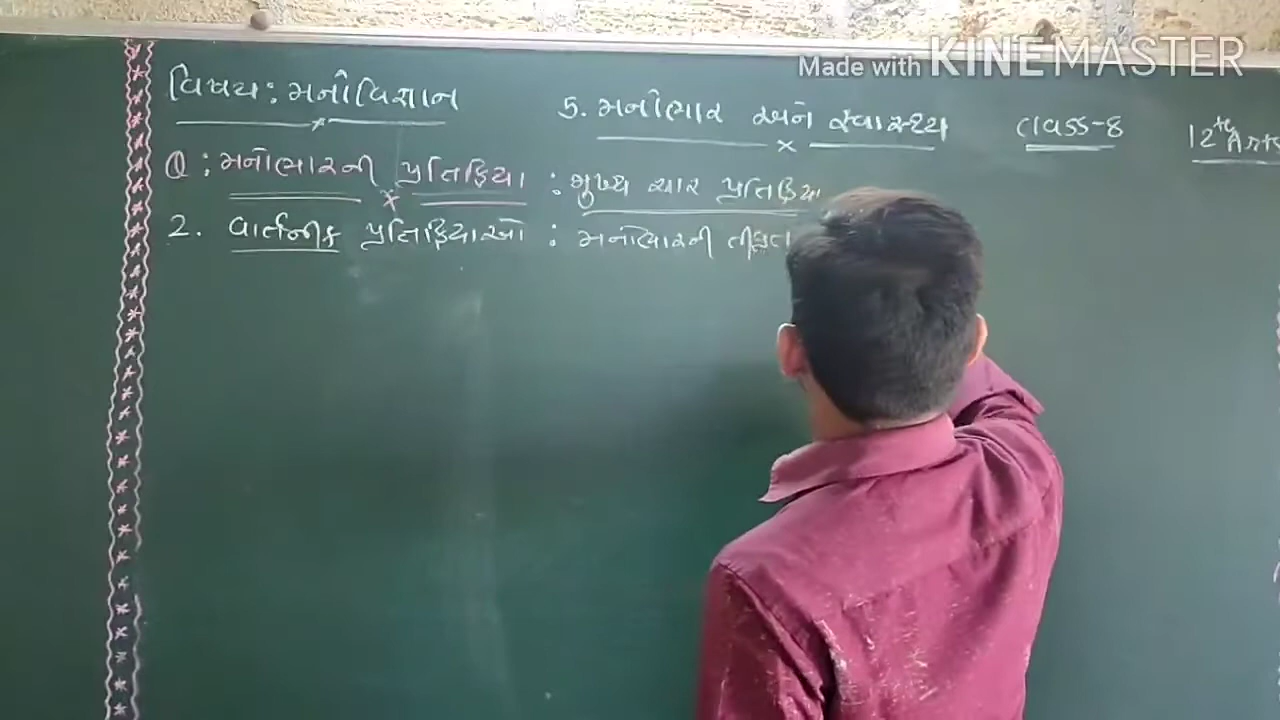 Made with KINEMASTER
વિષય: મનોવિજ્ઞાન 5. મનોભાર અને સ્વાસ્થ્ય class-8 12th Arts
Q: મનોભારની પ્રતિક્રિયા : મુખ્ય ચાર પ્રતિક્રિયા
2. વાર્તનીક પ્રતિક્રિયાઓ : મનોભારની તીવ્રતા